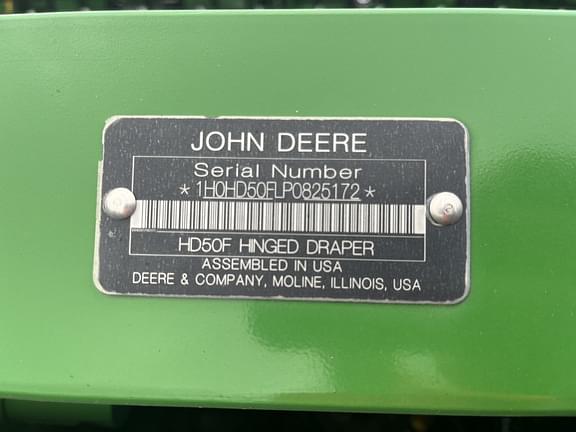 JOHN DEERE
Serial Number
*1H0HD50FLP0825172*
HD50F HINGED DRAPER
ASSEMBLED IN USA
DEERE & COMPANY, MOLINE, ILLINOIS, USA